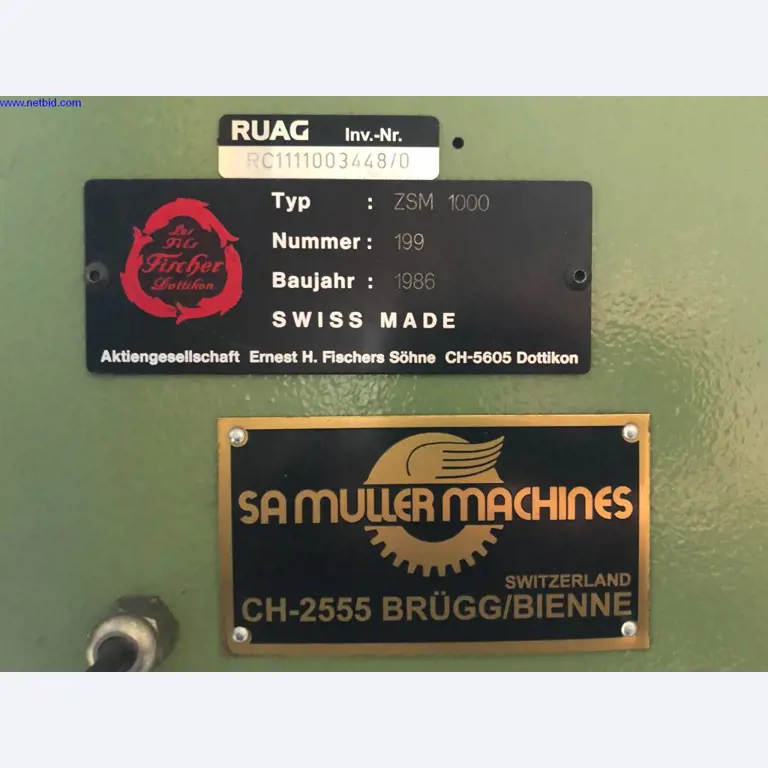 www.netbid.com
RUAG Inv.-Nr.
RC1111003448/0
Typ : ZSM 1000
Nummer : 199
Baujahr : 1986
SWISS MADE
Les
Fils
Fischer
Dottikon
Aktiengesellschaft Ernest H. Fischers Söhne CH-5605 Dottikon
SA MULLER MACHINES
SWITZERLAND
CH-2555 BRÜGG/BIENNE